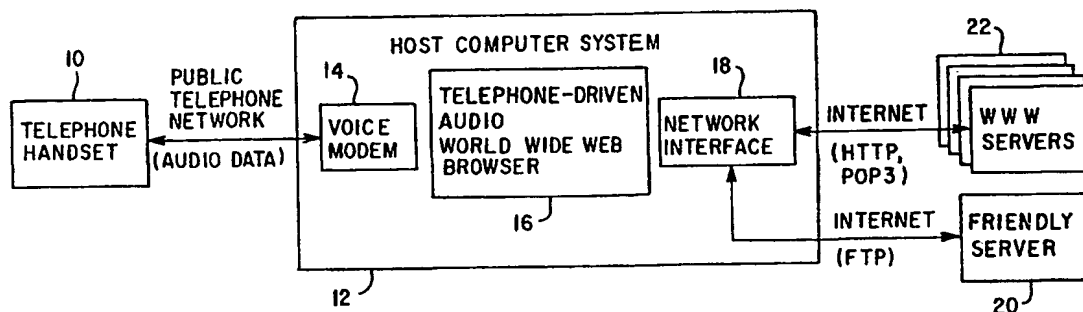 HOST COMPUTER SYSTEM
10
PUBLIC
TELEPHONE
NETWORK
(AUDIO DATA)
TELEPHONE
HANDSET
14
VOICE
MODEM
TELEPHONE-DRIVEN
AUDIO
WORLD WIDE WEB
BROWSER
16
18
NETWORK
INTERFACE
12
INTERNET
(HTTP,
POP3)
22
WWW
SERVERS
INTERNET
(FTP)
FRIENDLY
SERVER
20